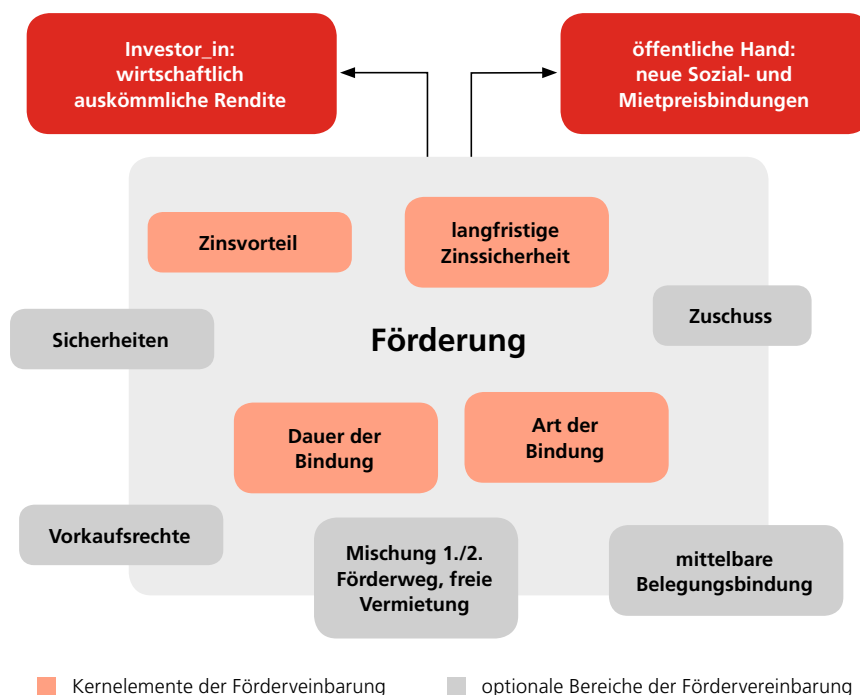 Investor_in:
wirtschaftlich
auskömmliche Rendite
öffentliche Hand:
neue Sozial- und
Mietpreisbindungen
Zinsvorteil
langfristige
Zinssicherheit
Zuschuss
Sicherheiten
Förderung
Dauer der
Bindung
Art der
Bindung
Vorkaufsrechte
Mischung 1./2.
Förderweg, freie
Vermietung
mittelbare
Belegungsbindung
Kernelemente der Förderveinbarung
optionale Bereiche der Fördervereinbarung